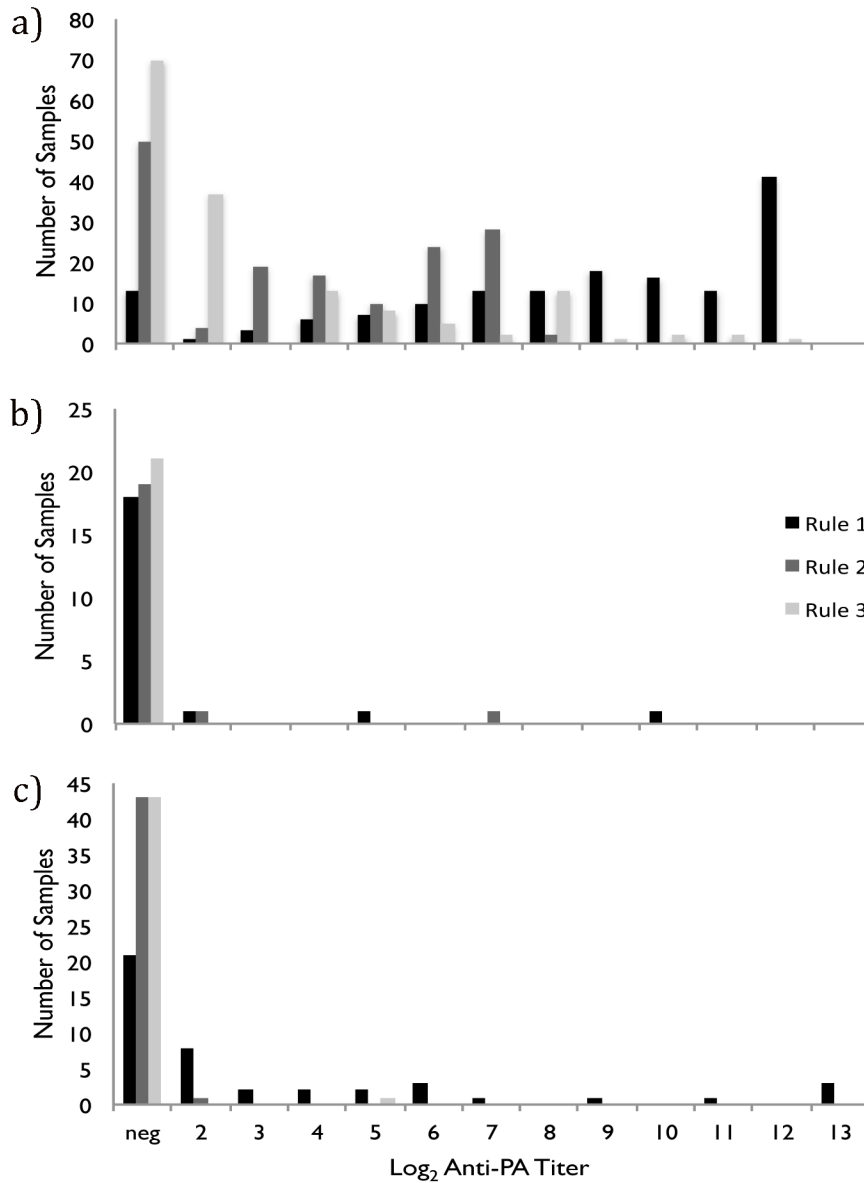 a)
Number of Samples
80
70
60
50
40
30
20
10
0
b)
Number of Samples
25
20
15
10
5
0
Rule 1
Rule 2
Rule 3
c)
Number of Samples
45
40
35
30
25
20
15
10
5
0
neg 2 3 4 5 6 7 8 9 10 11 12 13
Log₂ Anti-PA Titer